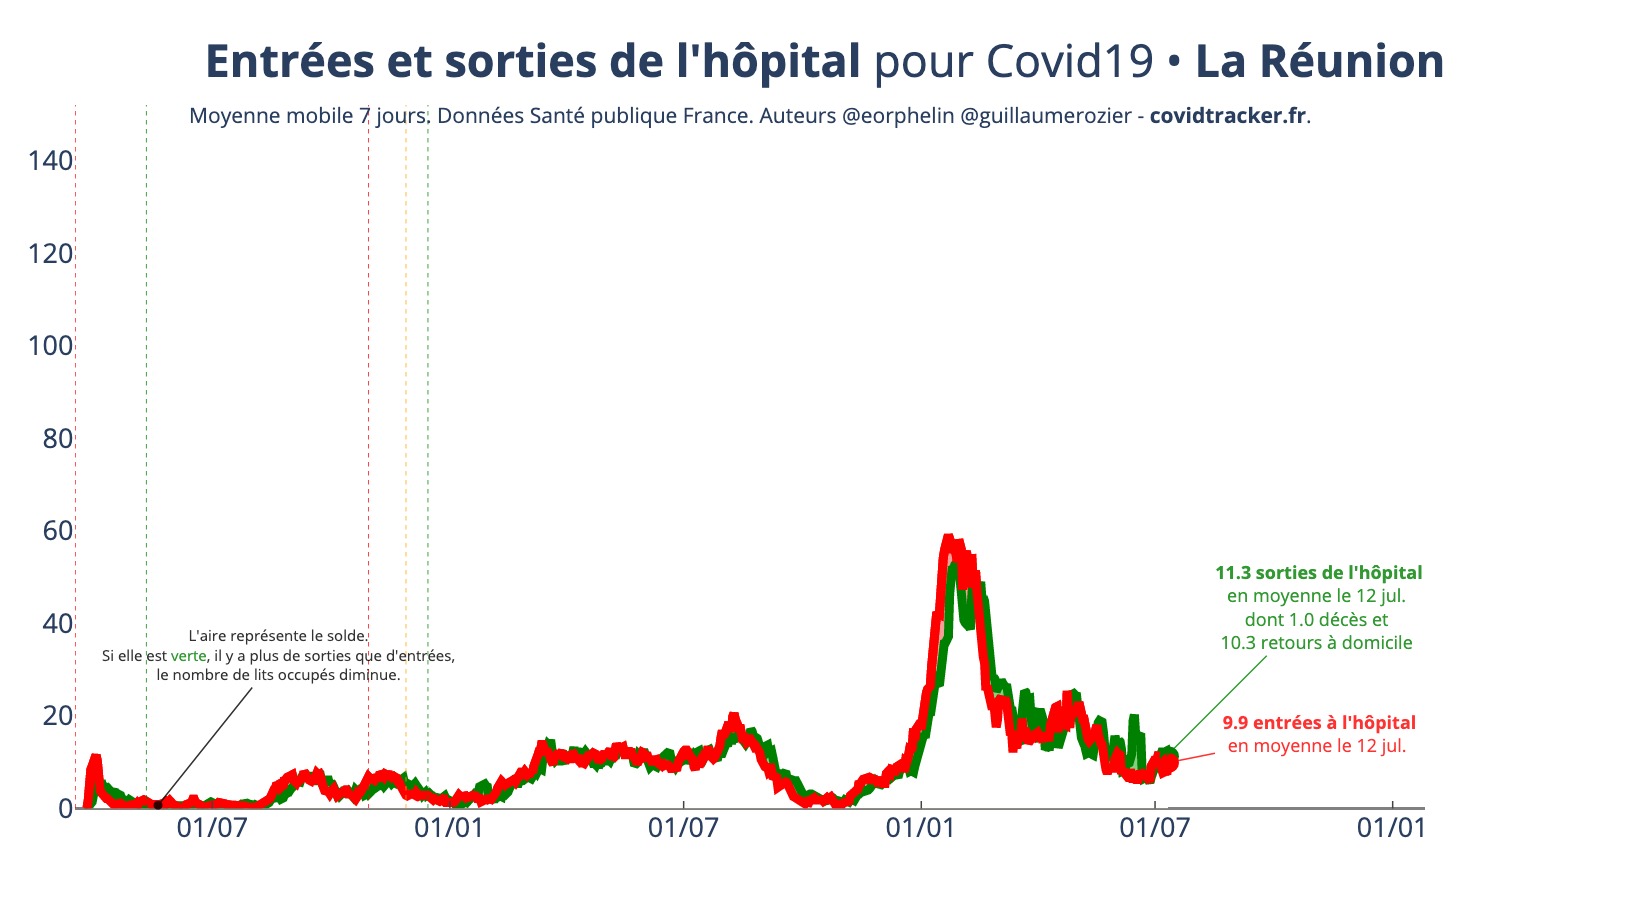 Entrées et sorties de l'hôpital pour Covid19 • La Réunion
Moyenne mobile 7 jours. Données Santé publique France. Auteurs @eorphelin @guillaumerozier - covidtracker.fr.
140
120
100
80
60
40
20
0
L'aire représente le solde.
Si elle est verte, il y a plus de sorties que d'entrées,
le nombre de lits occupés diminue.
11.3 sorties de l'hôpital
en moyenne le 12 jul.
dont 1.0 décès et
10.3 retours à domicile
9.9 entrées à l'hôpital
en moyenne le 12 jul.
01/07 01/01 01/07 01/01 01/07 01/01